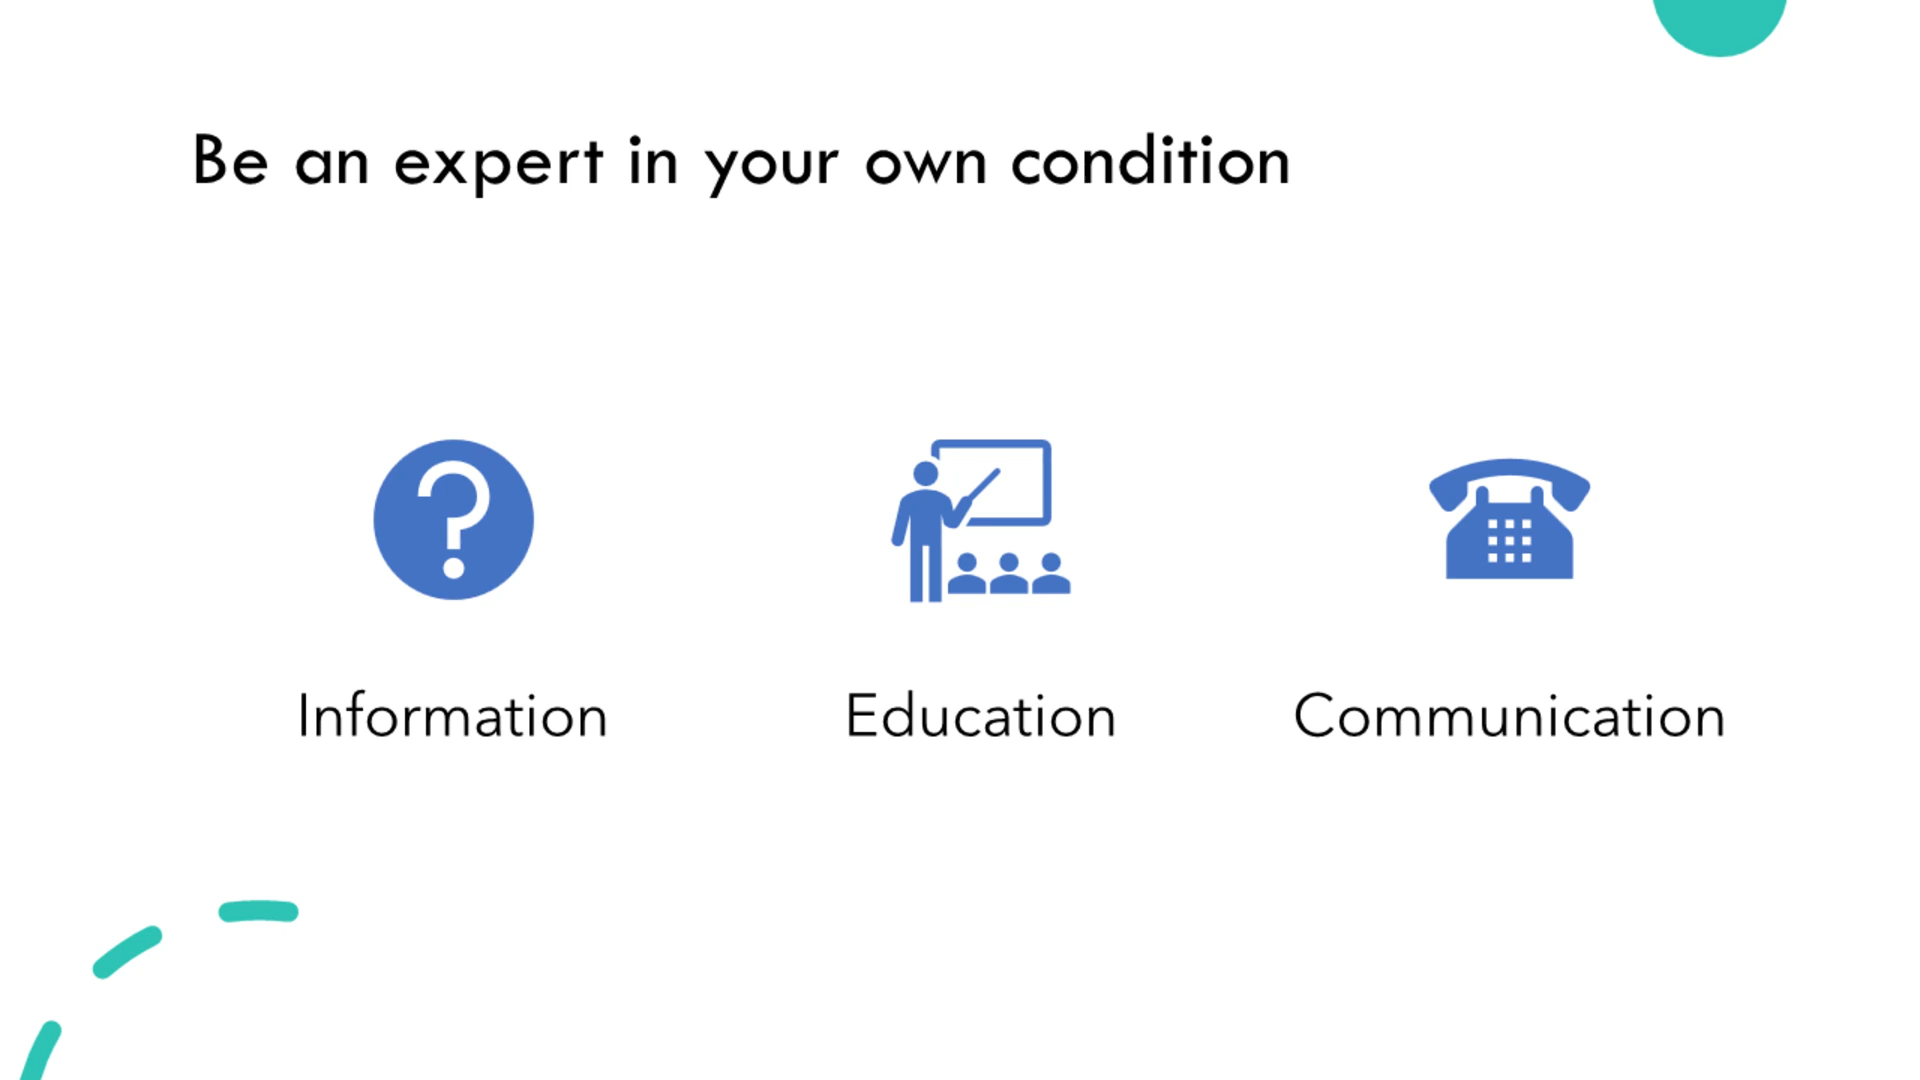 Be an expert in your own condition
Information
Education
Communication